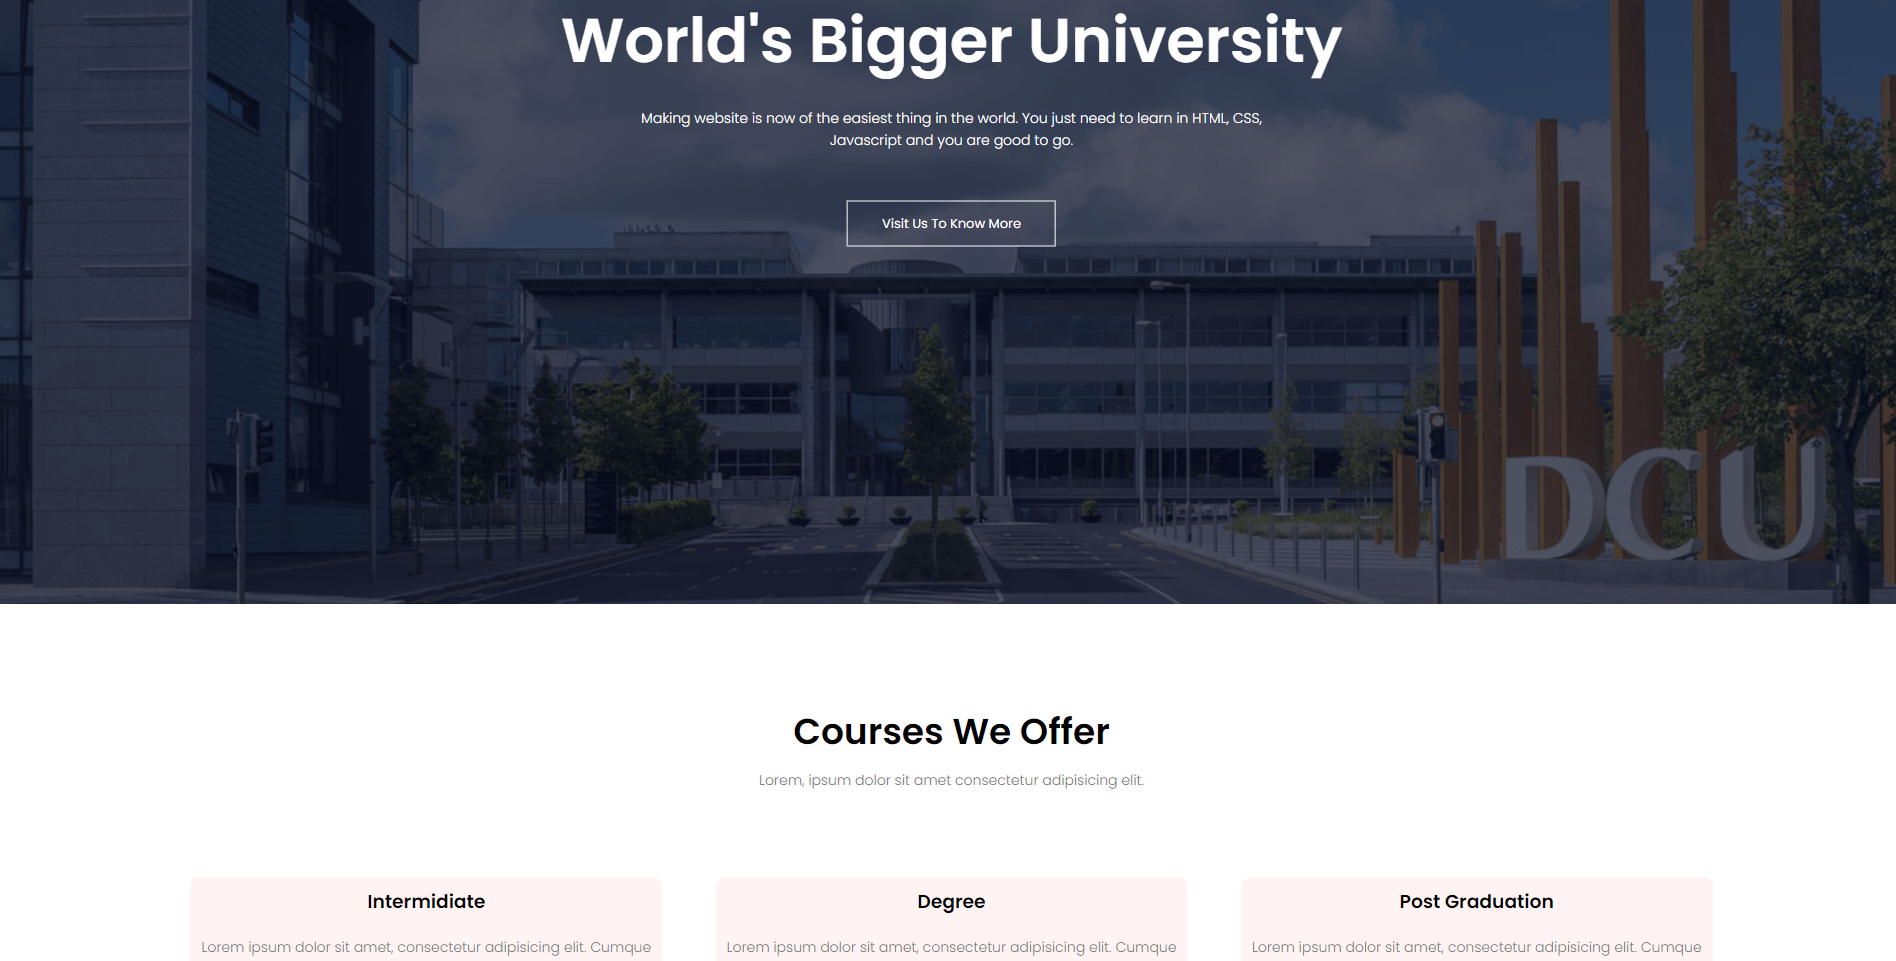 World's Bigger University
Making website is now of the easiest thing in the world. You just need to learn in HTML, CSS,
Javascript and you are good to go.
Visit Us To Know More
DCU
Courses We Offer
Lorem, ipsum dolor sit amet consectetur adipisicing elit.
Intermidiate
Lorem ipsum dolor sit amet, consectetur adipisicing elit. Cumque
Degree
Lorem ipsum dolor sit amet, consectetur adipisicing elit. Cumque
Post Graduation
Lorem ipsum dolor sit amet, consectetur adipisicing elit. Cumque